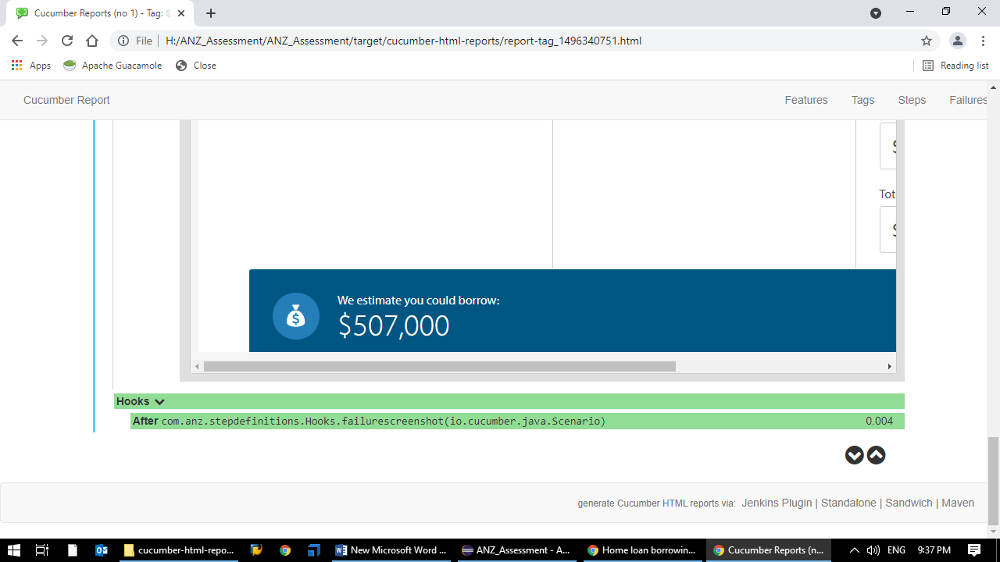 Cucumber Reports (no 1) - Tag:
File
H:/ANZ_Assessment/ANZ_Assessment/target/cucumber-html-reports/report-tag_1496340751.html
Apps
Apache Guacamole
Close
Reading list
Cucumber Report
Features
Tags
Steps
Failures
$
Tot
$
We estimate you could borrow:
$507,000
Hooks
After com.anz.stepdefinitions.Hooks.failurescreenshot(io.cucumber.java.Scenario)
0.004
generate Cucumber HTML reports via: Jenkins Plugin | Standalone | Sandwich | Maven
cucumber-html-repo...
New Microsoft Word ...
ANZ_Assessment - A...
Home loan borrowin...
Cucumber Reports (n...
ENG
9:37 PM